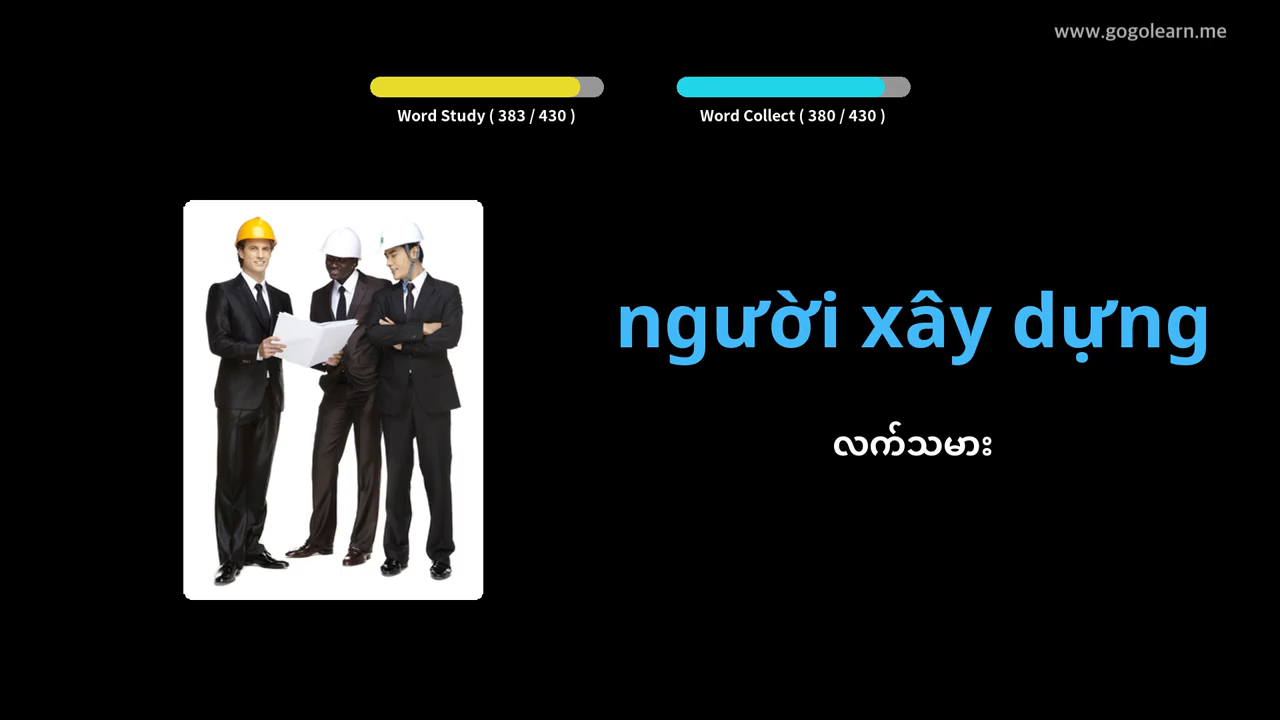 www.gogolearn.me
Word Study ( 383 / 430 )
Word Collect ( 380 / 430 )
người xây dựng
လက်သမား